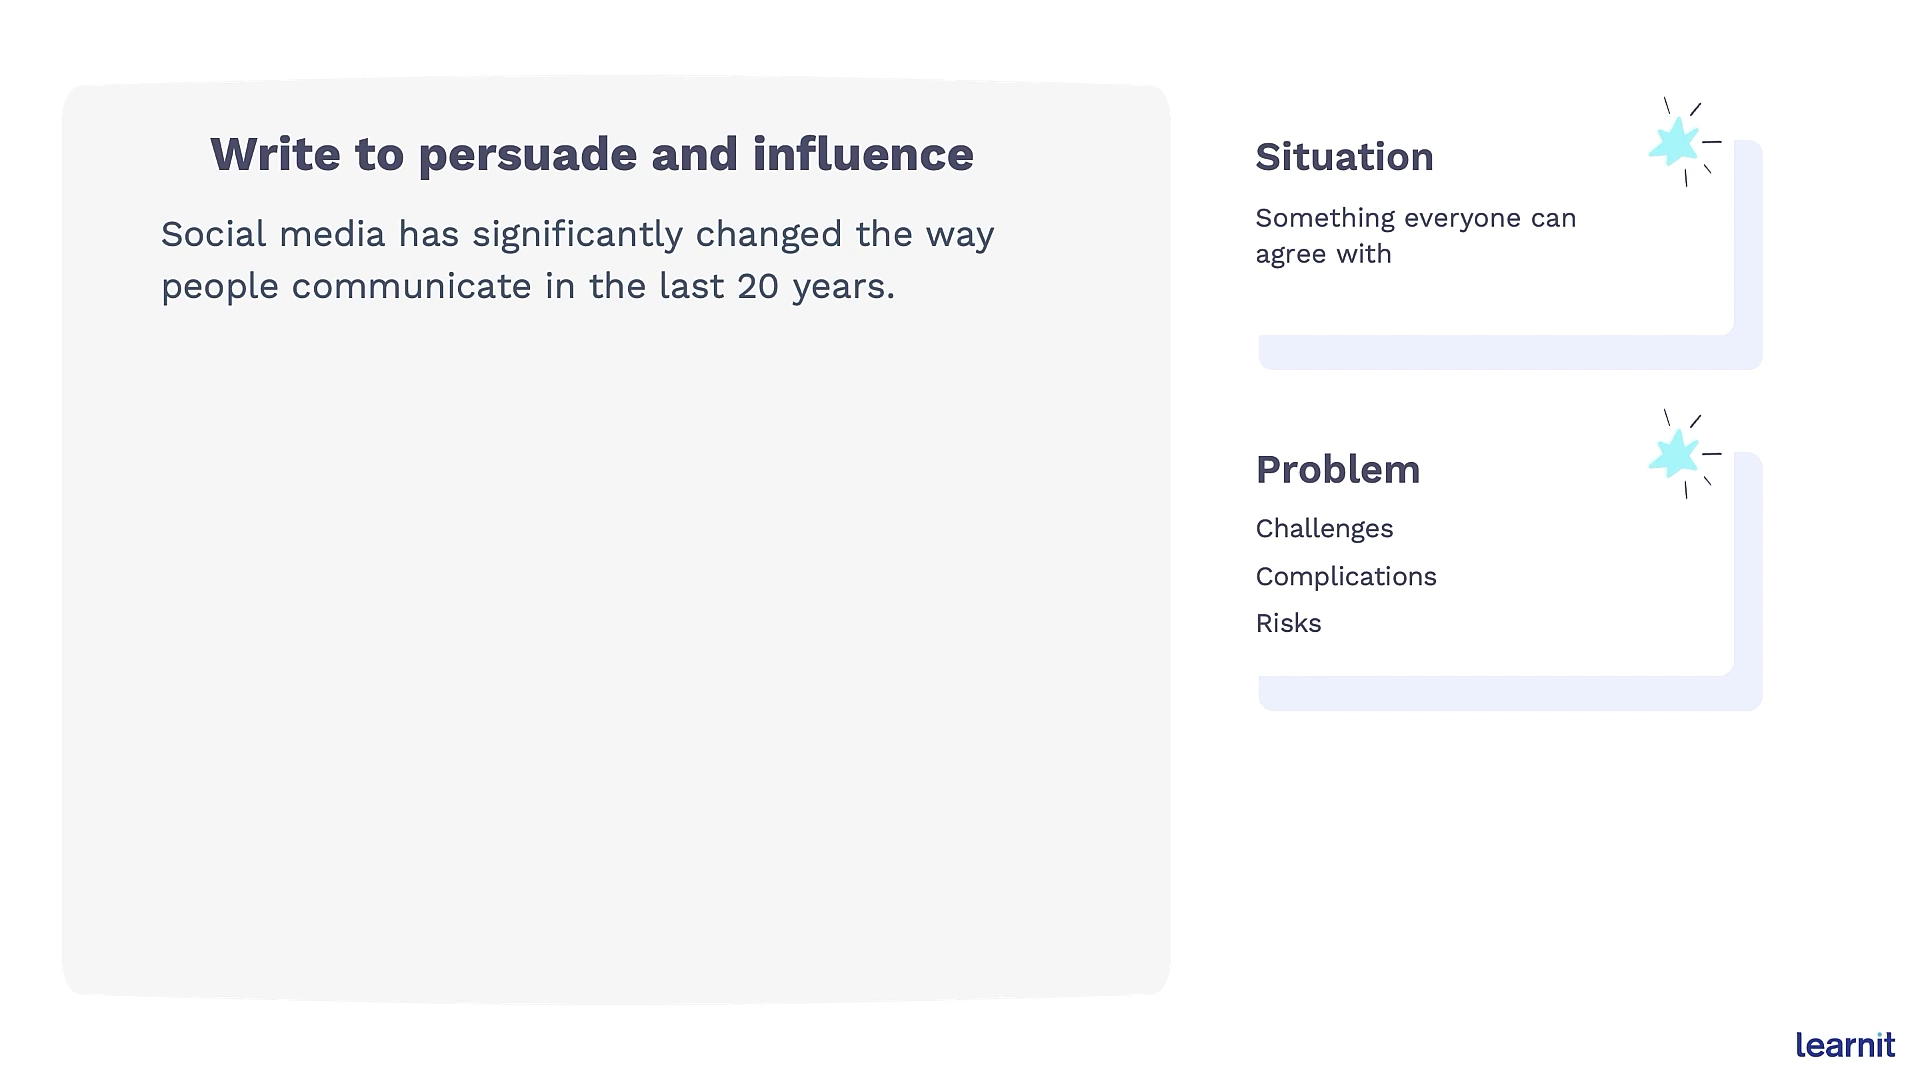 Write to persuade and influence
Social media has significantly changed the way
people communicate in the last 20 years.
Situation
Something everyone can
agree with
Problem
Challenges
Complications
Risks
learnit